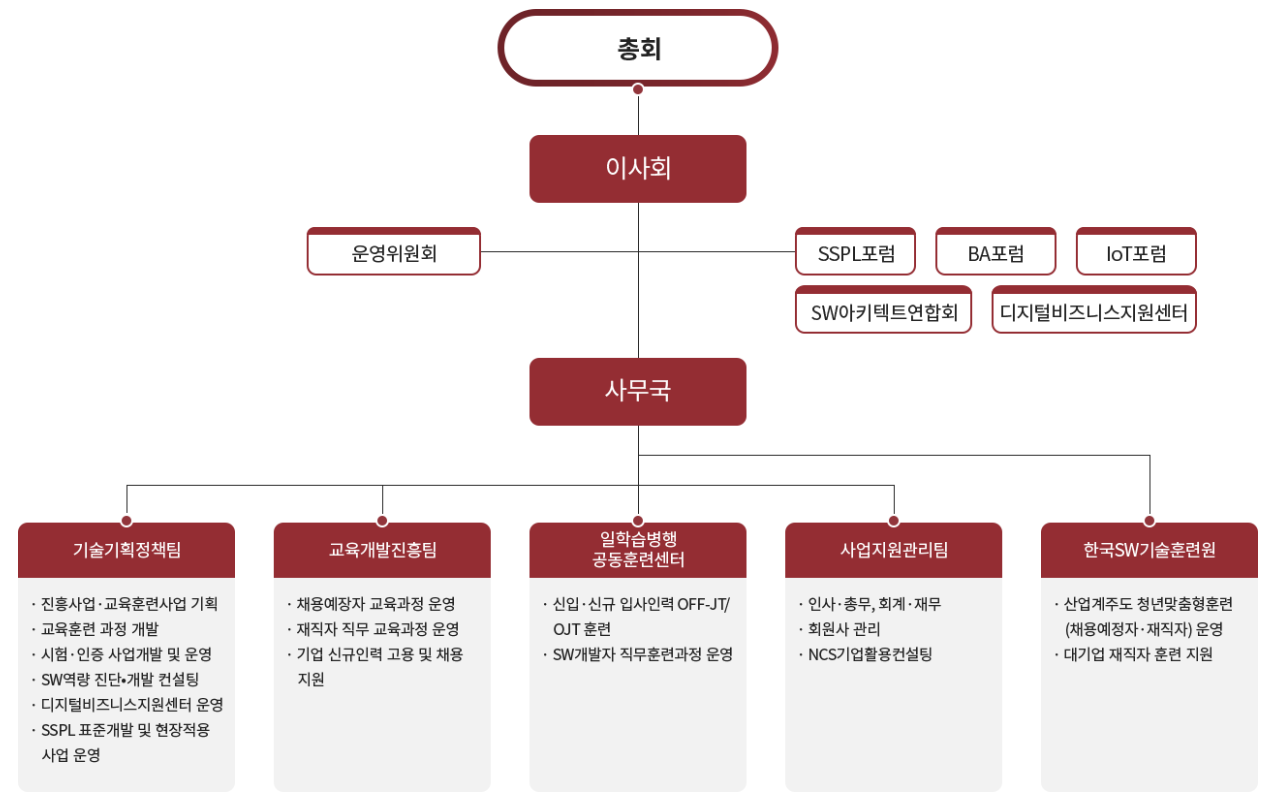 총회
이사회
운영위원회
SSPL포럼
BA포럼
IoT포럼
SW아키텍트연합회
디지털비즈니스지원센터
사무국
기술기획정책팀
· 진흥사업·교육훈련사업 기획
· 교육훈련 과정 개발
· 시험·인증 사업개발 및 운영
· SW역량 진단•개발 컨설팅
· 디지털비즈니스지원센터 운영
· SSPL 표준개발 및 현장적용
사업 운영
교육개발진흥팀
· 채용예장자 교육과정 운영
· 재직자 직무 교육과정 운영
· 기업 신규인력 고용 및 채용
지원
일학습병행
공동훈련센터
· 신입·신규 입사인력 OFF-JT/
OJT 훈련
· SW개발자 직무훈련과정 운영
사업지원관리팀
· 인사·총무, 회계·재무
· 회원사 관리
· NCS기업활용컨설팅
한국SW기술훈련원
· 산업계주도 청년맞춤형훈련
(채용예정자·재직자) 운영
· 대기업 재직자 훈련 지원